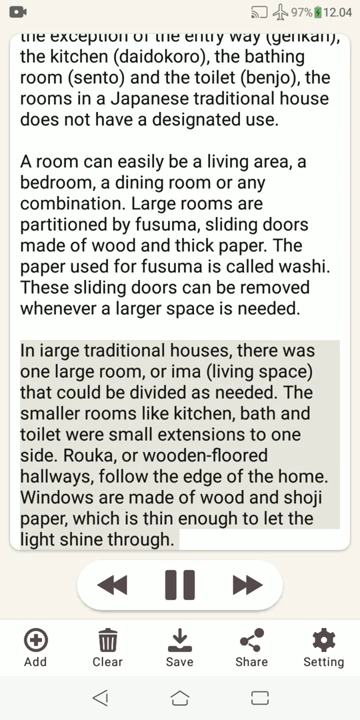 97% 12.04
the exception of the entry way (genkan),
the kitchen (daidokoro), the bathing
room (sento) and the toilet (benjo), the
rooms in a Japanese traditional house
does not have a designated use.
A room can easily be a living area, a
bedroom, a dining room or any
combination. Large rooms are
partitioned by fusuma, sliding doors
made of wood and thick paper. The
paper used for fusuma is called washi.
These sliding doors can be removed
whenever a larger space is needed.
In iarge traditional houses, there was
one large room, or ima (living space)
that could be divided as needed. The
smaller rooms like kitchen, bath and
toilet were small extensions to one
side. Rouka, or wooden-floored
hallways, follow the edge of the home.
Windows are made of wood and shoji
paper, which is thin enough to let the
light shine through.
Add Clear Save Share Setting